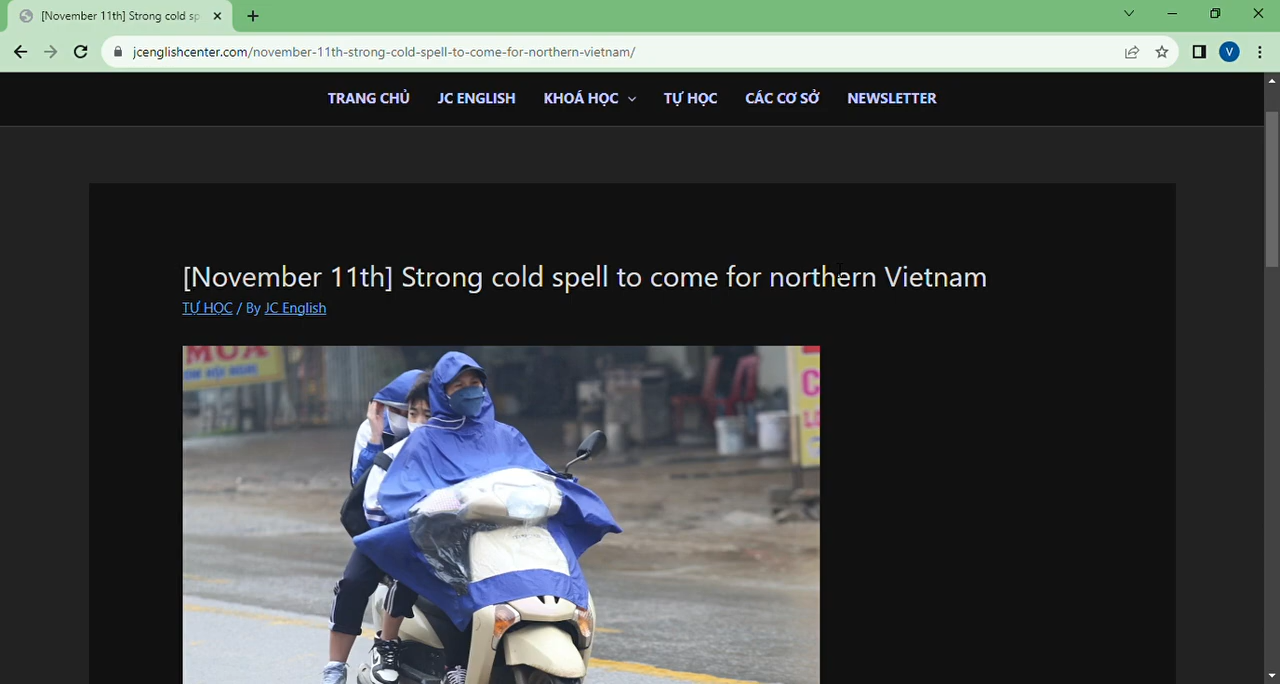 [November 11th] Strong cold sp
jcenglishcenter.com/november-11th-strong-cold-spell-to-come-for-northern-vietnam/
V
TRANG CHỦ JC ENGLISH KHOÁ HỌC TỰ HỌC CÁC CƠ SỞ NEWSLETTER
[November 11th] Strong cold spell to come for northern Vietnam
TỰ HỌC / By JC English